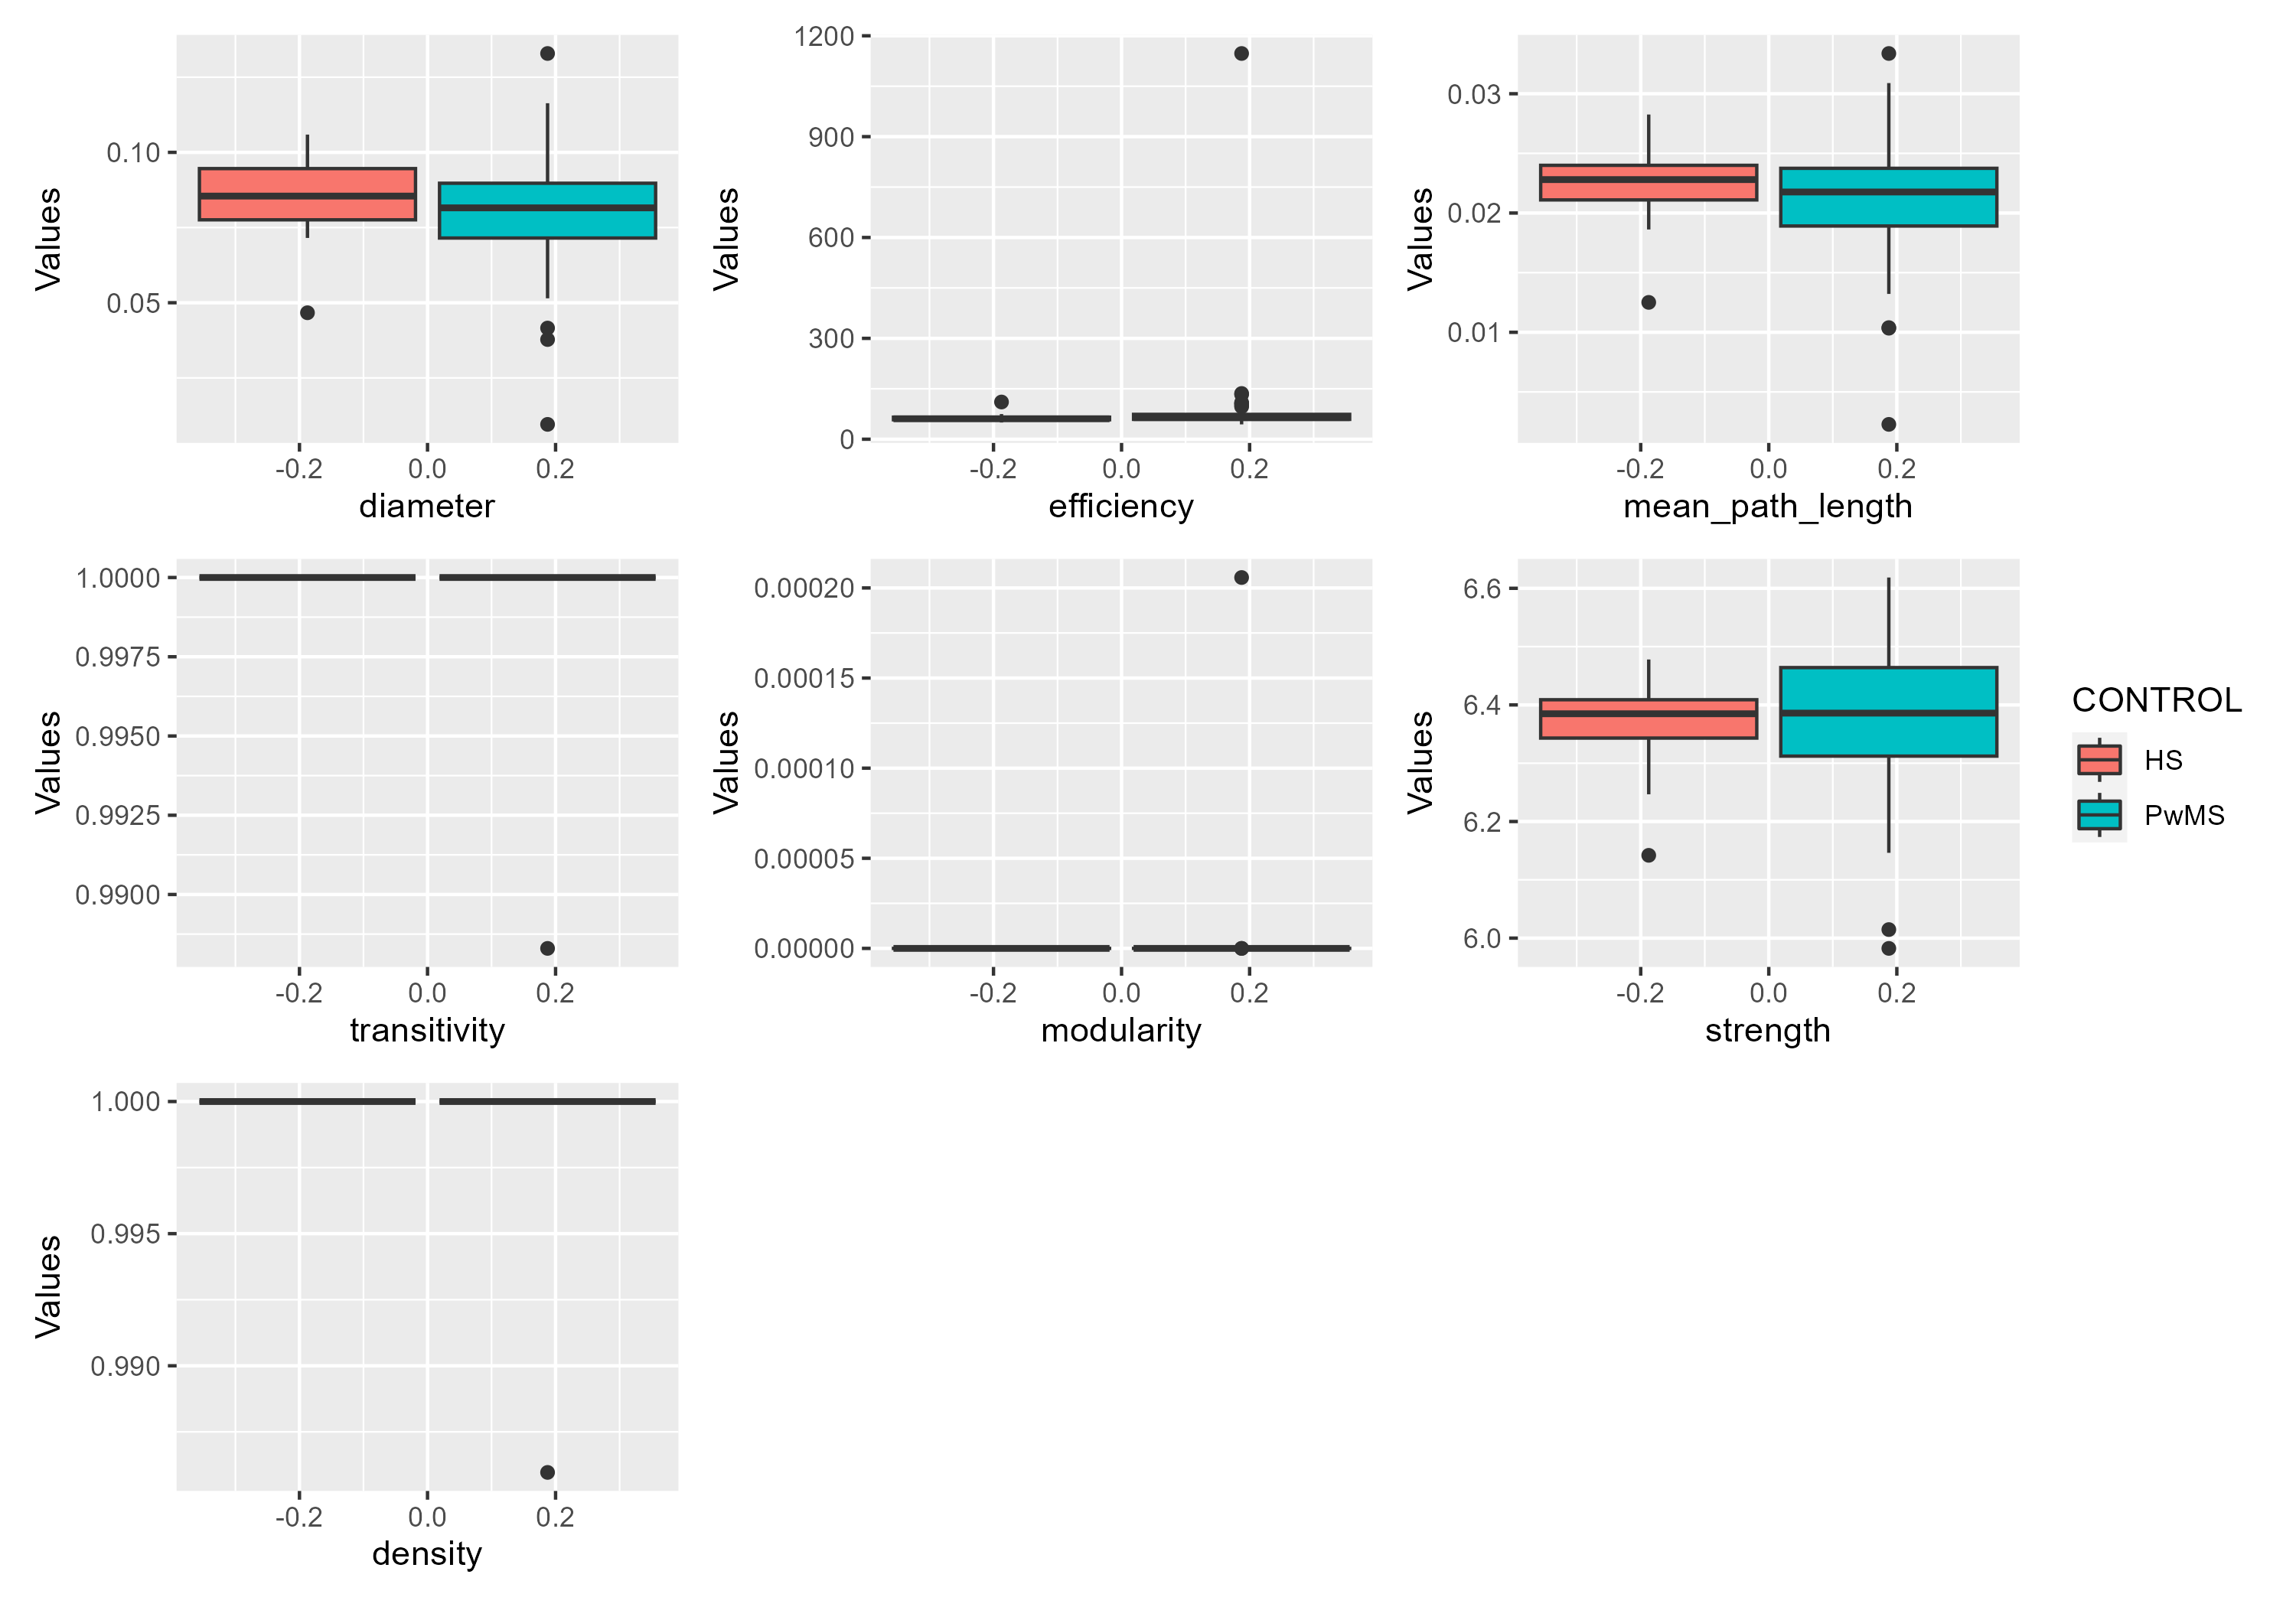 Values
0.10
0.05
-0.2 0.0 0.2
diameter
Values
1200
900
600
300
0
-0.2 0.0 0.2
efficiency
Values
0.03
0.02
0.01
-0.2 0.0 0.2
mean_path_length
Values
1.0000
0.9975
0.9950
0.9925
0.9900
-0.2 0.0 0.2
transitivity
Values
0.00020
0.00015
0.00010
0.00005
0.00000
-0.2 0.0 0.2
modularity
Values
6.6
6.4
6.2
6.0
-0.2 0.0 0.2
strength
CONTROL
HS
PwMS
Values
1.000
0.995
0.990
-0.2 0.0 0.2
density